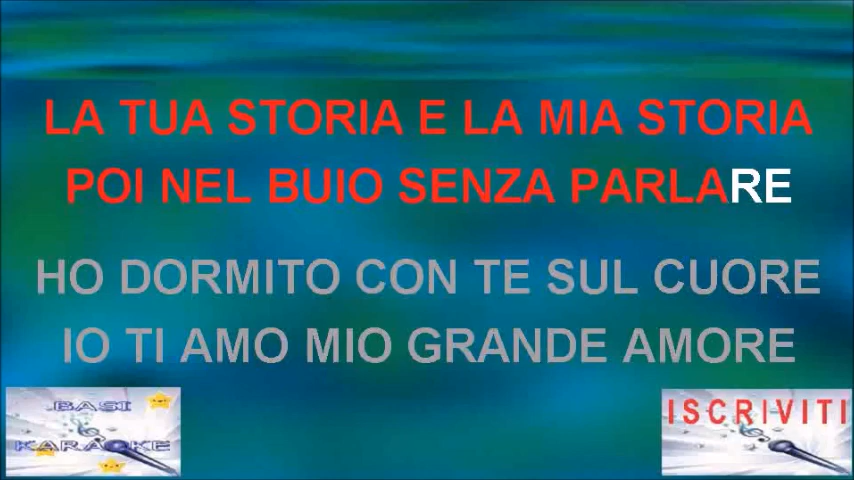 LA TUA STORIA E LA MIA STORIA
POI NEL BUIO SENZA PARLARE
HO DORMITO CON TE SUL CUORE
IO TI AMO MIO GRANDE AMORE
BASI
KARAOKE
ISCRIVITI